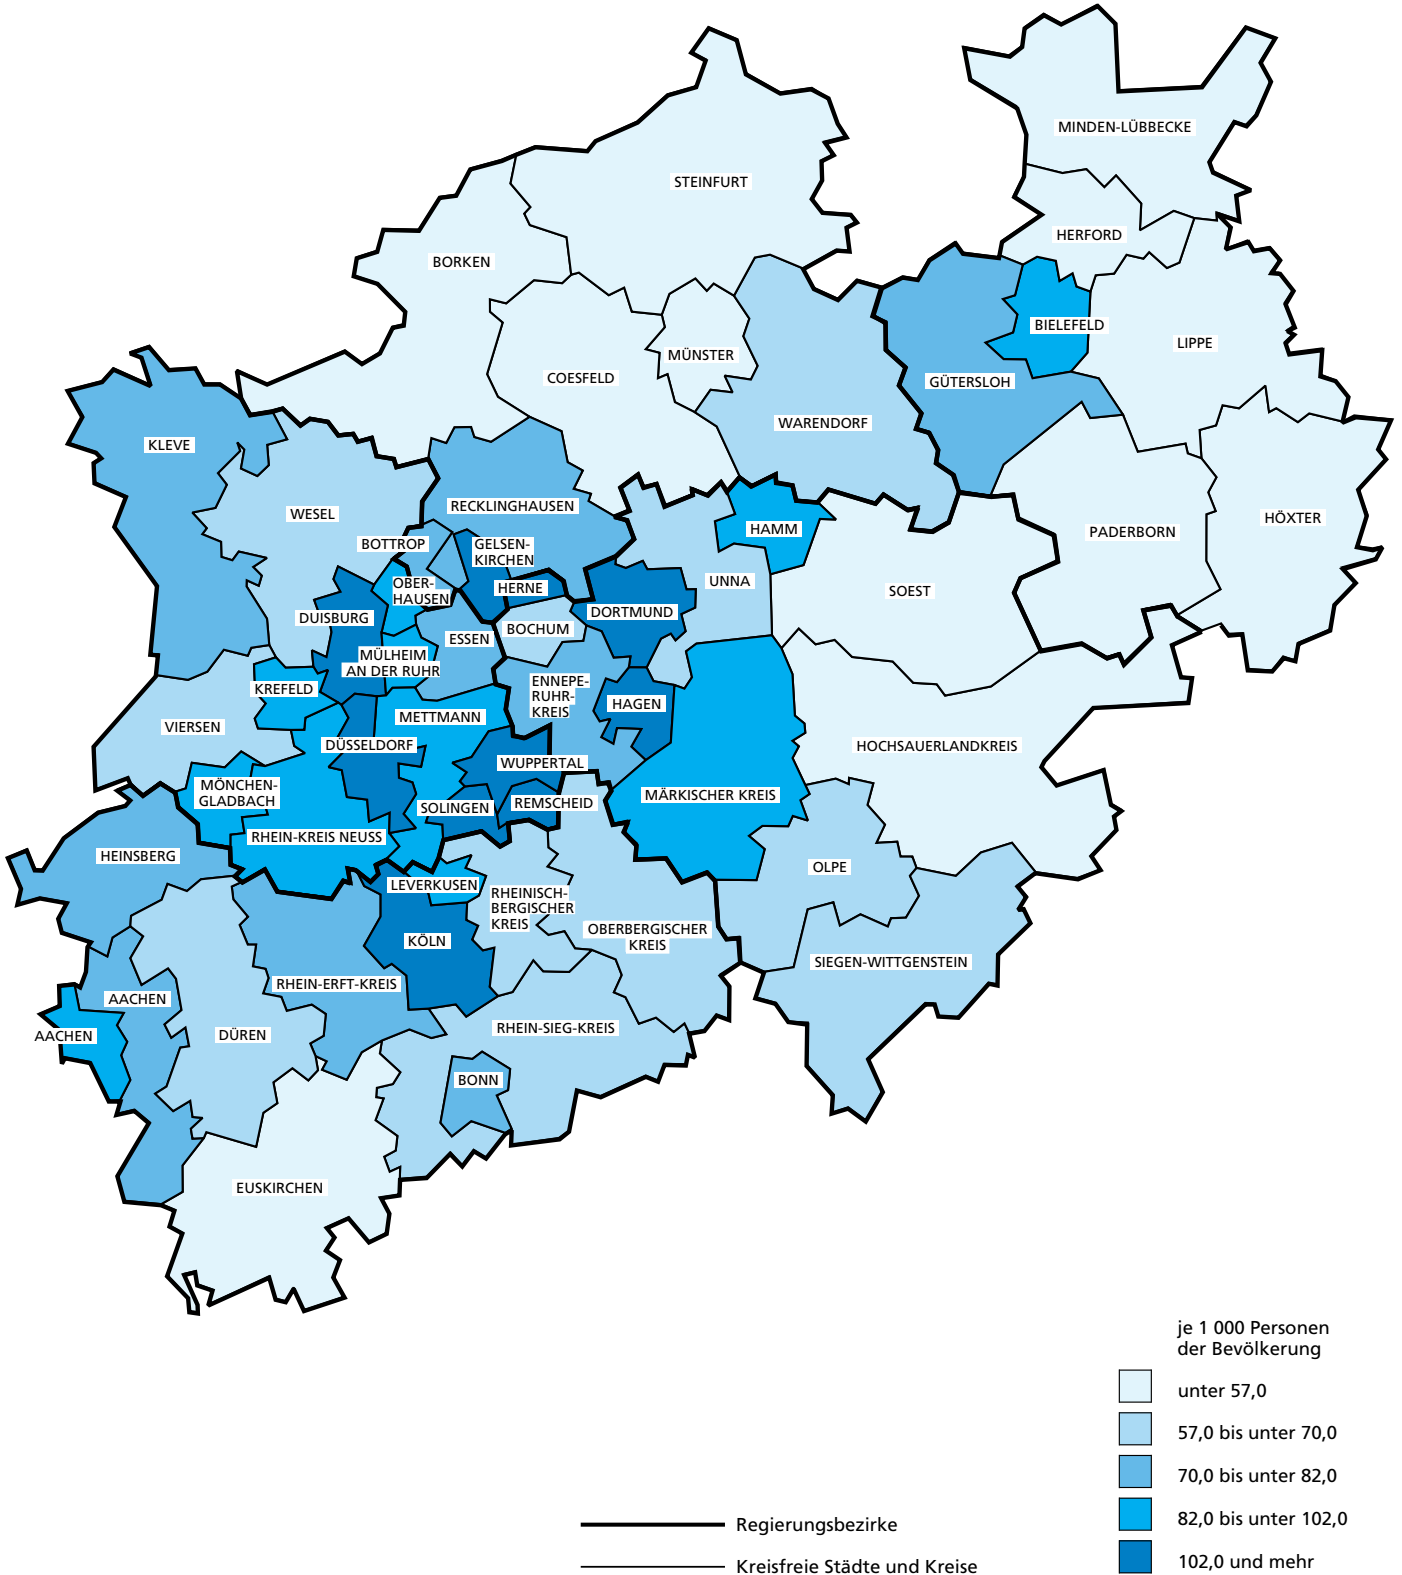 MINDEN-LÜBBECKE
STEINFURT
HERFORD
BORKEN
BIELEFELD
LIPPE
MÜNSTER
COESFELD
GÜTERSLOH
WARENDORF
KLEVE
RECKLINGHAUSEN
WESEL
HÖXTER
HAMM
PADERBORN
BOTTROP
GELSEN-
KIRCHEN
UNNA
OBER-
HAUSEN
HERNE
SOEST
DORTMUND
DUISBURG
BOCHUM
ESSEN
MÜLHEIM
AN DER RUHR
ENNEPE-
RUHR-
KREIS
KREFELD
HAGEN
METTMANN
VIERSEN
DÜSSELDORF
HOCHSAUERLANDKREIS
WUPPERTAL
MÖNCHEN-
GLADBACH
MÄRKISCHER KREIS
REMSCHEID
SOLINGEN
RHEIN-KREIS NEUSS
HEINSBERG
OLPE
LEVERKUSEN
RHEINISCH-
BERGISCHER
KREIS
OBERBERGISCHER
KREIS
KÖLN
SIEGEN-WITTGENSTEIN
RHEIN-ERFT-KREIS
AACHEN
RHEIN-SIEG-KREIS
AACHEN
DÜREN
BONN
EUSKIRCHEN
je 1 000 Personen
der Bevölkerung
unter 57,0
57,0 bis unter 70,0
70,0 bis unter 82,0
82,0 bis unter 102,0
102,0 und mehr
Regierungsbezirke
Kreisfreie Städte und Kreise